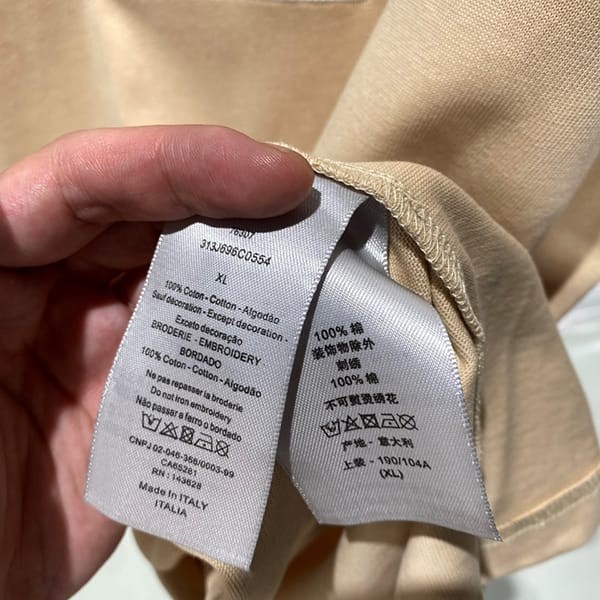 313J696C0554
XL
100% Coton - Cotton - Algodão
Sauf décoration - Except decoration -
Exceto decoração
BRODERIE - EMBROIDERY
BORDADO
100% Coton - Cotton - Algodão
Ne pas repasser la broderie
Do not iron embroidery
Não passar a ferro o bordado
CNPJ 02-046-368/0003-99
CA65281
RN : 143628
Made In ITALY
ITALIA
100% 棉
装饰物除外
刺绣
100% 棉
不可熨烫绣花
产地 - 意大利
上装 - 190/104A
(XL)